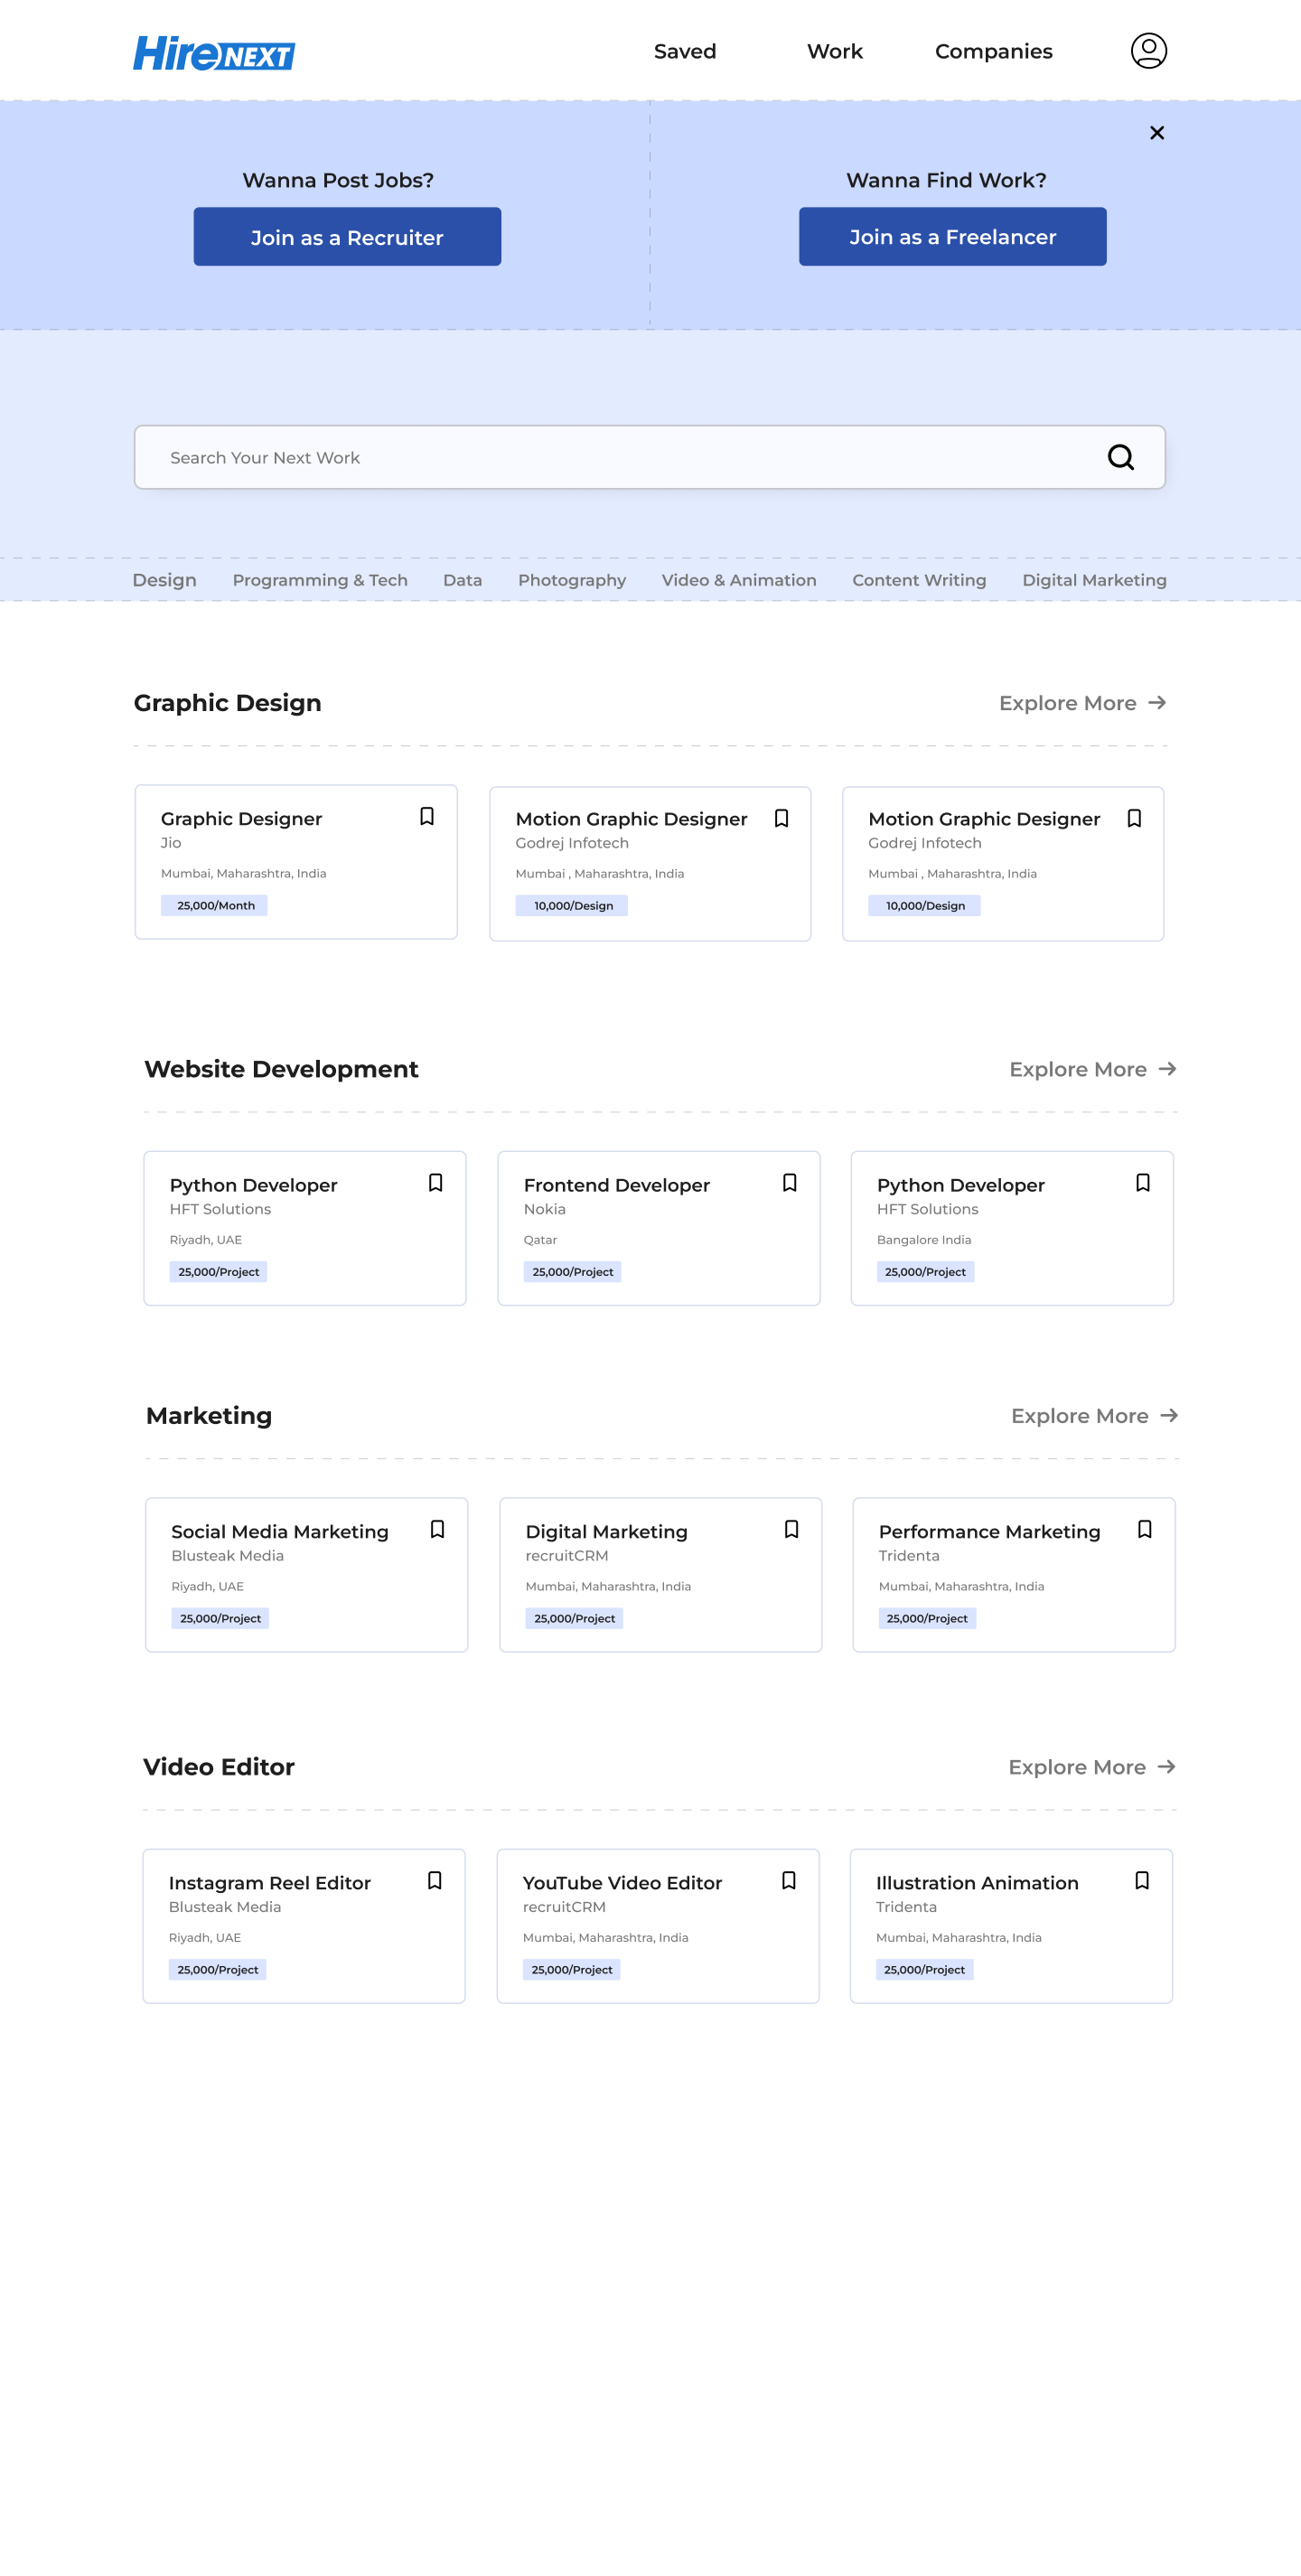 Hire NEXT
Saved Work Companies
Wanna Post Jobs? Wanna Find Work?
Join as a Recruiter Join as a Freelancer
Search Your Next Work
Design Programming & Tech Data Photography Video & Animation Content Writing Digital Marketing
Graphic Design Explore More
Graphic Designer
Jio
Mumbai, Maharashtra, India
25,000/Month
Motion Graphic Designer
Godrej Infotech
Mumbai , Maharashtra, India
10,000/Design
Motion Graphic Designer
Godrej Infotech
Mumbai , Maharashtra, India
10,000/Design
Website Development Explore More
Python Developer
HFT Solutions
Riyadh, UAE
25,000/Project
Frontend Developer
Nokia
Qatar
25,000/Project
Python Developer
HFT Solutions
Bangalore India
25,000/Project
Marketing Explore More
Social Media Marketing
Blusteak Media
Riyadh, UAE
25,000/Project
Digital Marketing
recruitCRM
Mumbai, Maharashtra, India
25,000/Project
Performance Marketing
Tridenta
Mumbai, Maharashtra, India
25,000/Project
Video Editor Explore More
Instagram Reel Editor
Blusteak Media
Riyadh, UAE
25,000/Project
YouTube Video Editor
recruitCRM
Mumbai, Maharashtra, India
25,000/Project
Illustration Animation
Tridenta
Mumbai, Maharashtra, India
25,000/Project